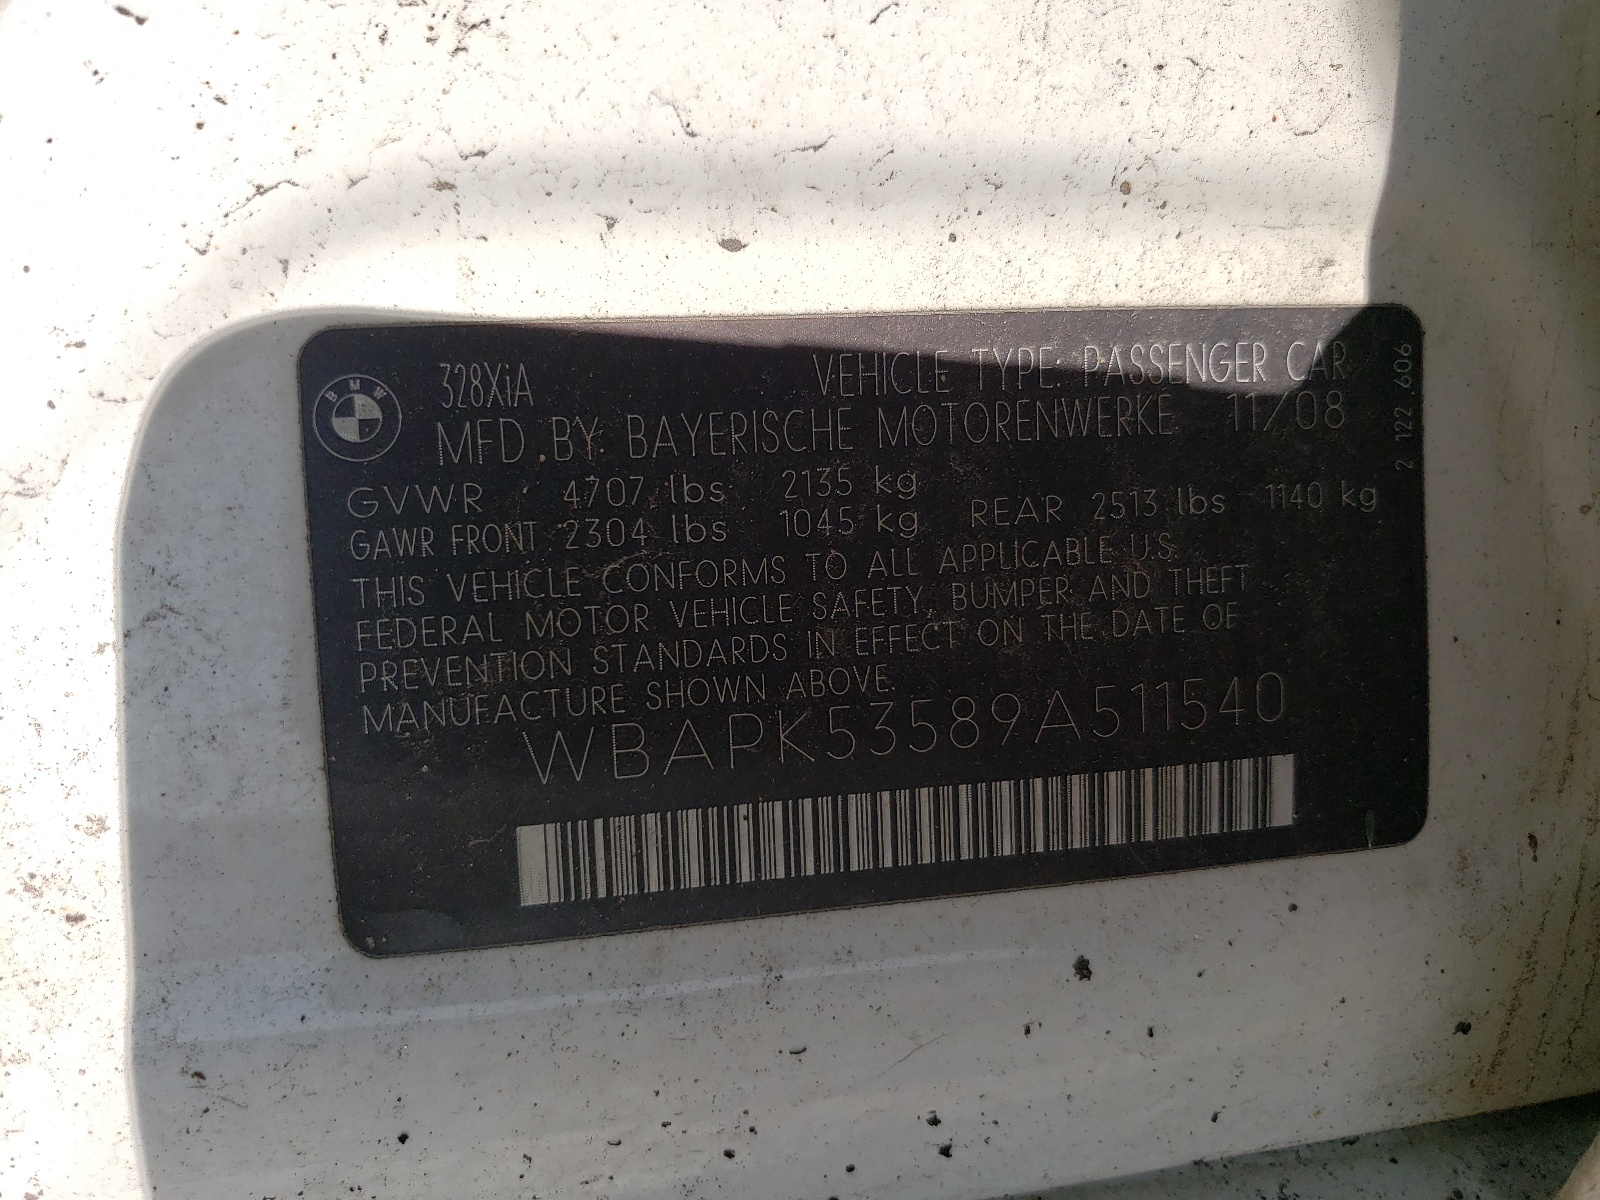 BMW
328XiA VEHICLE TYPE: PASSENGER CAR
MFD.BY: BAYERISCHE MOTORENWERKE 11/08
GVWR 4707 lbs 2135 kg
GAWR FRONT 2304 lbs 1045 kg REAR 2513 lbs 1140 kg
THIS VEHICLE CONFORMS TO ALL APPLICABLE U.S.
FEDERAL MOTOR VEHICLE SAFETY, BUMPER AND THEFT
PREVENTION STANDARDS IN EFFECT ON THE DATE OF
MANUFACTURE SHOWN ABOVE.
WBAPK53589A511540
2 122 606